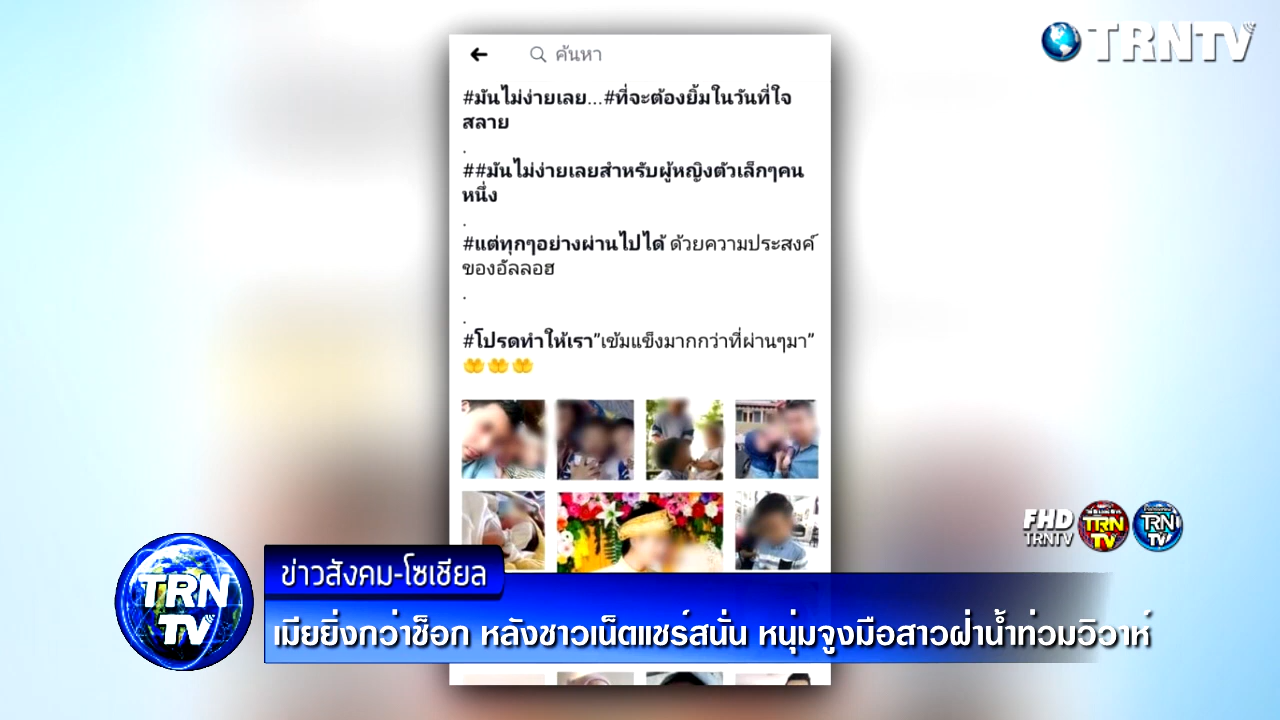 TRNTV
ค้นหา
#มันไม่ง่ายเลย...#ที่จะต้องยิ้มในวันที่ใจ
สลาย
.
##มันไม่ง่ายเลยสำหรับผู้หญิงตัวเล็กๆคน
หนึ่ง
.
#แต่ทุกๆอย่างผ่านไปได้ ด้วยความประสงค์
ของอัลลอฮ
.
.
#โปรดทำให้เรา"เข้มแข็งมากกว่าที่ผ่านๆมา"
🤲🤲🤲
FHD
TRNTV
TRN
TV
TRN
TV
TRN
TV
ข่าวสังคม-โซเชียล
เมียยิ่งกว่าช็อก หลังชาวเน็ตแชร์สนั่น หนุ่มจูงมือสาวฝ่าน้ำท่วมวิวาห์